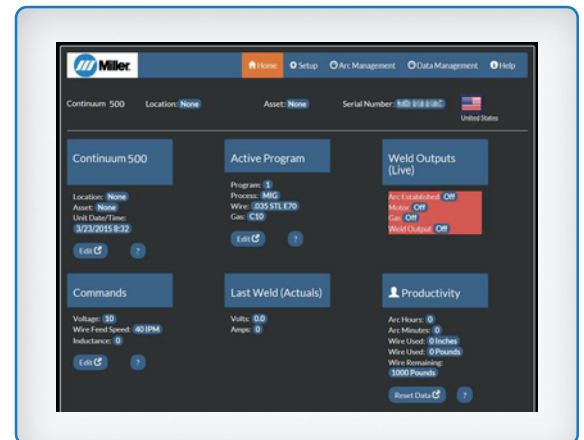 Miller
Home Setup Arc Management Data Management Help
Continuum 500 Location: None Asset: None Serial Number:
United States
Continuum 500
Location: None
Asset: None
Unit Date/Time:
3/23/2015 8:32
Edit ?
Active Program
Program: 1
Process: MIG
Wire: .035 STL E70
Gas: C10
Edit ?
Weld Outputs
(Live)
Arc Established: Off
Motor: Off
Gas: Off
Weld Output: Off
Commands
Voltage: 10
Wire Feed Speed: 40 IPM
Inductance: 0
Edit ?
Last Weld (Actuals)
Volts: 0.0
Amps: 0
Productivity
Arc Hours: 0
Arc Minutes: 0
Wire Used: 0 Inches
Wire Used: 0 Pounds
Wire Remaining:
1000 Pounds
Reset Data ?